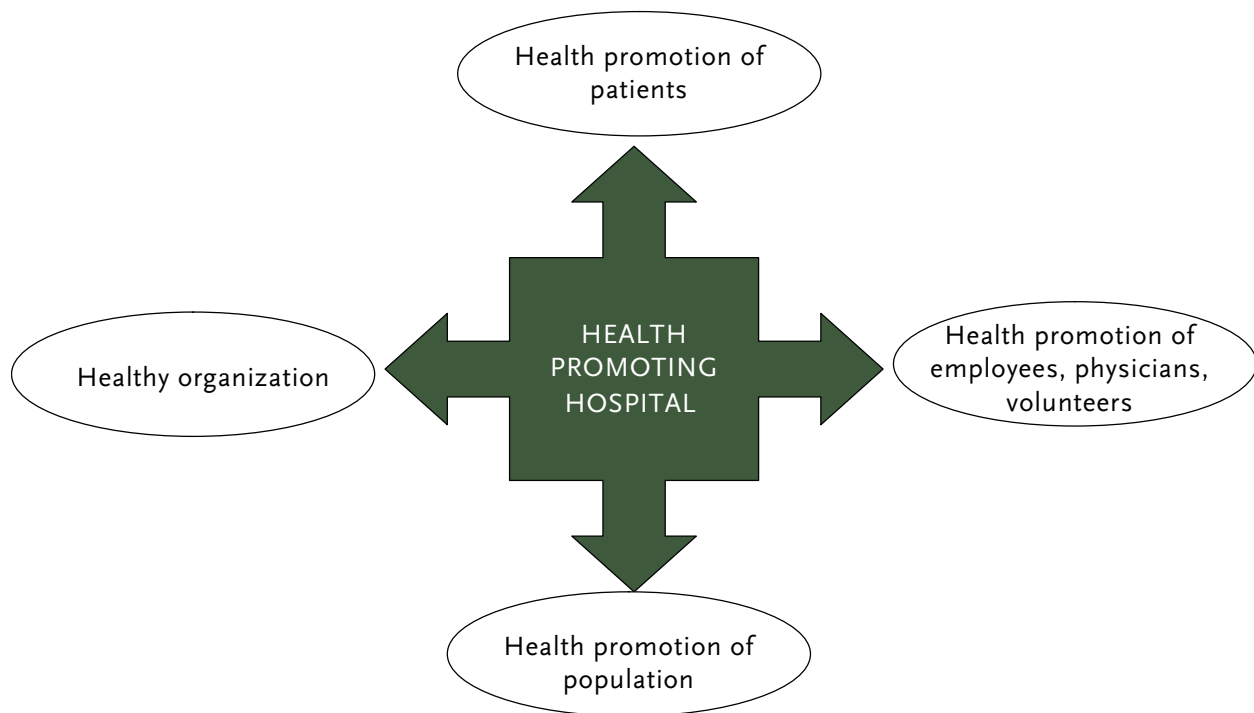 Health promotion of
patients
Healthy organization
HEALTH
PROMOTING
HOSPITAL
Health promotion of
employees, physicians,
volunteers
Health promotion of
population